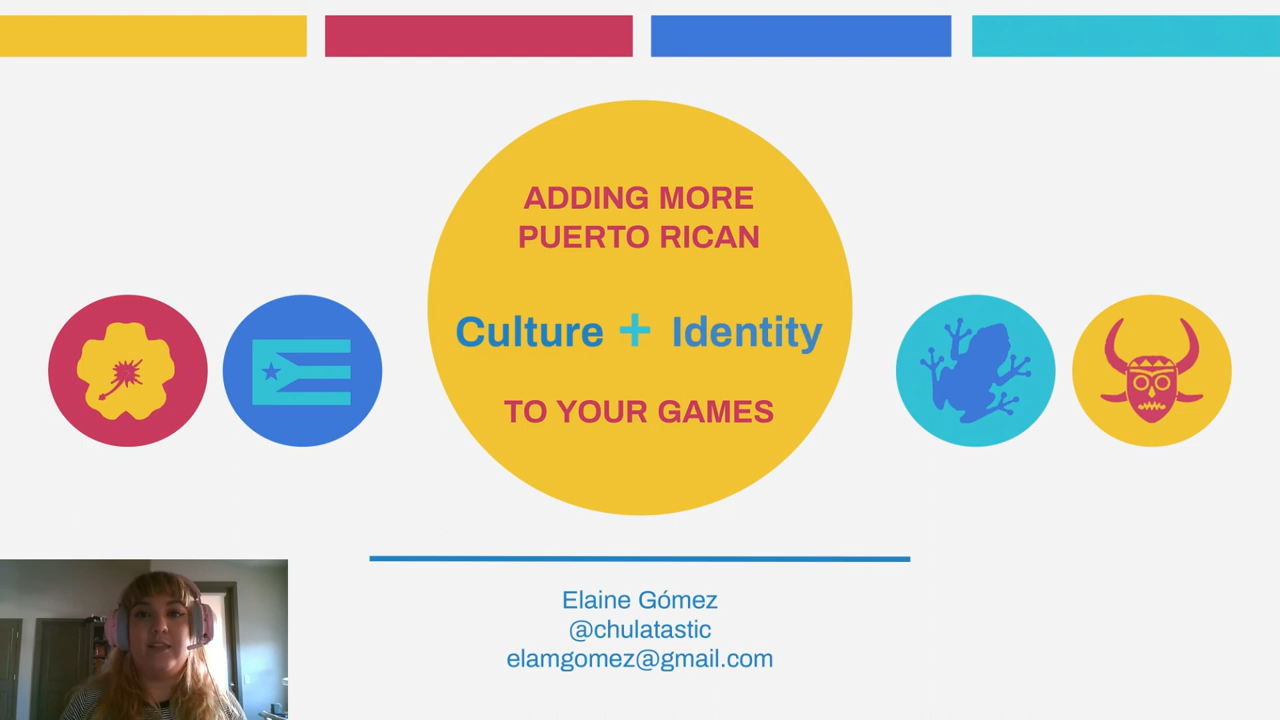 ADDING MORE
PUERTO RICAN
Culture + Identity
TO YOUR GAMES
Elaine Gómez
@chulatastic
elamgomez@gmail.com